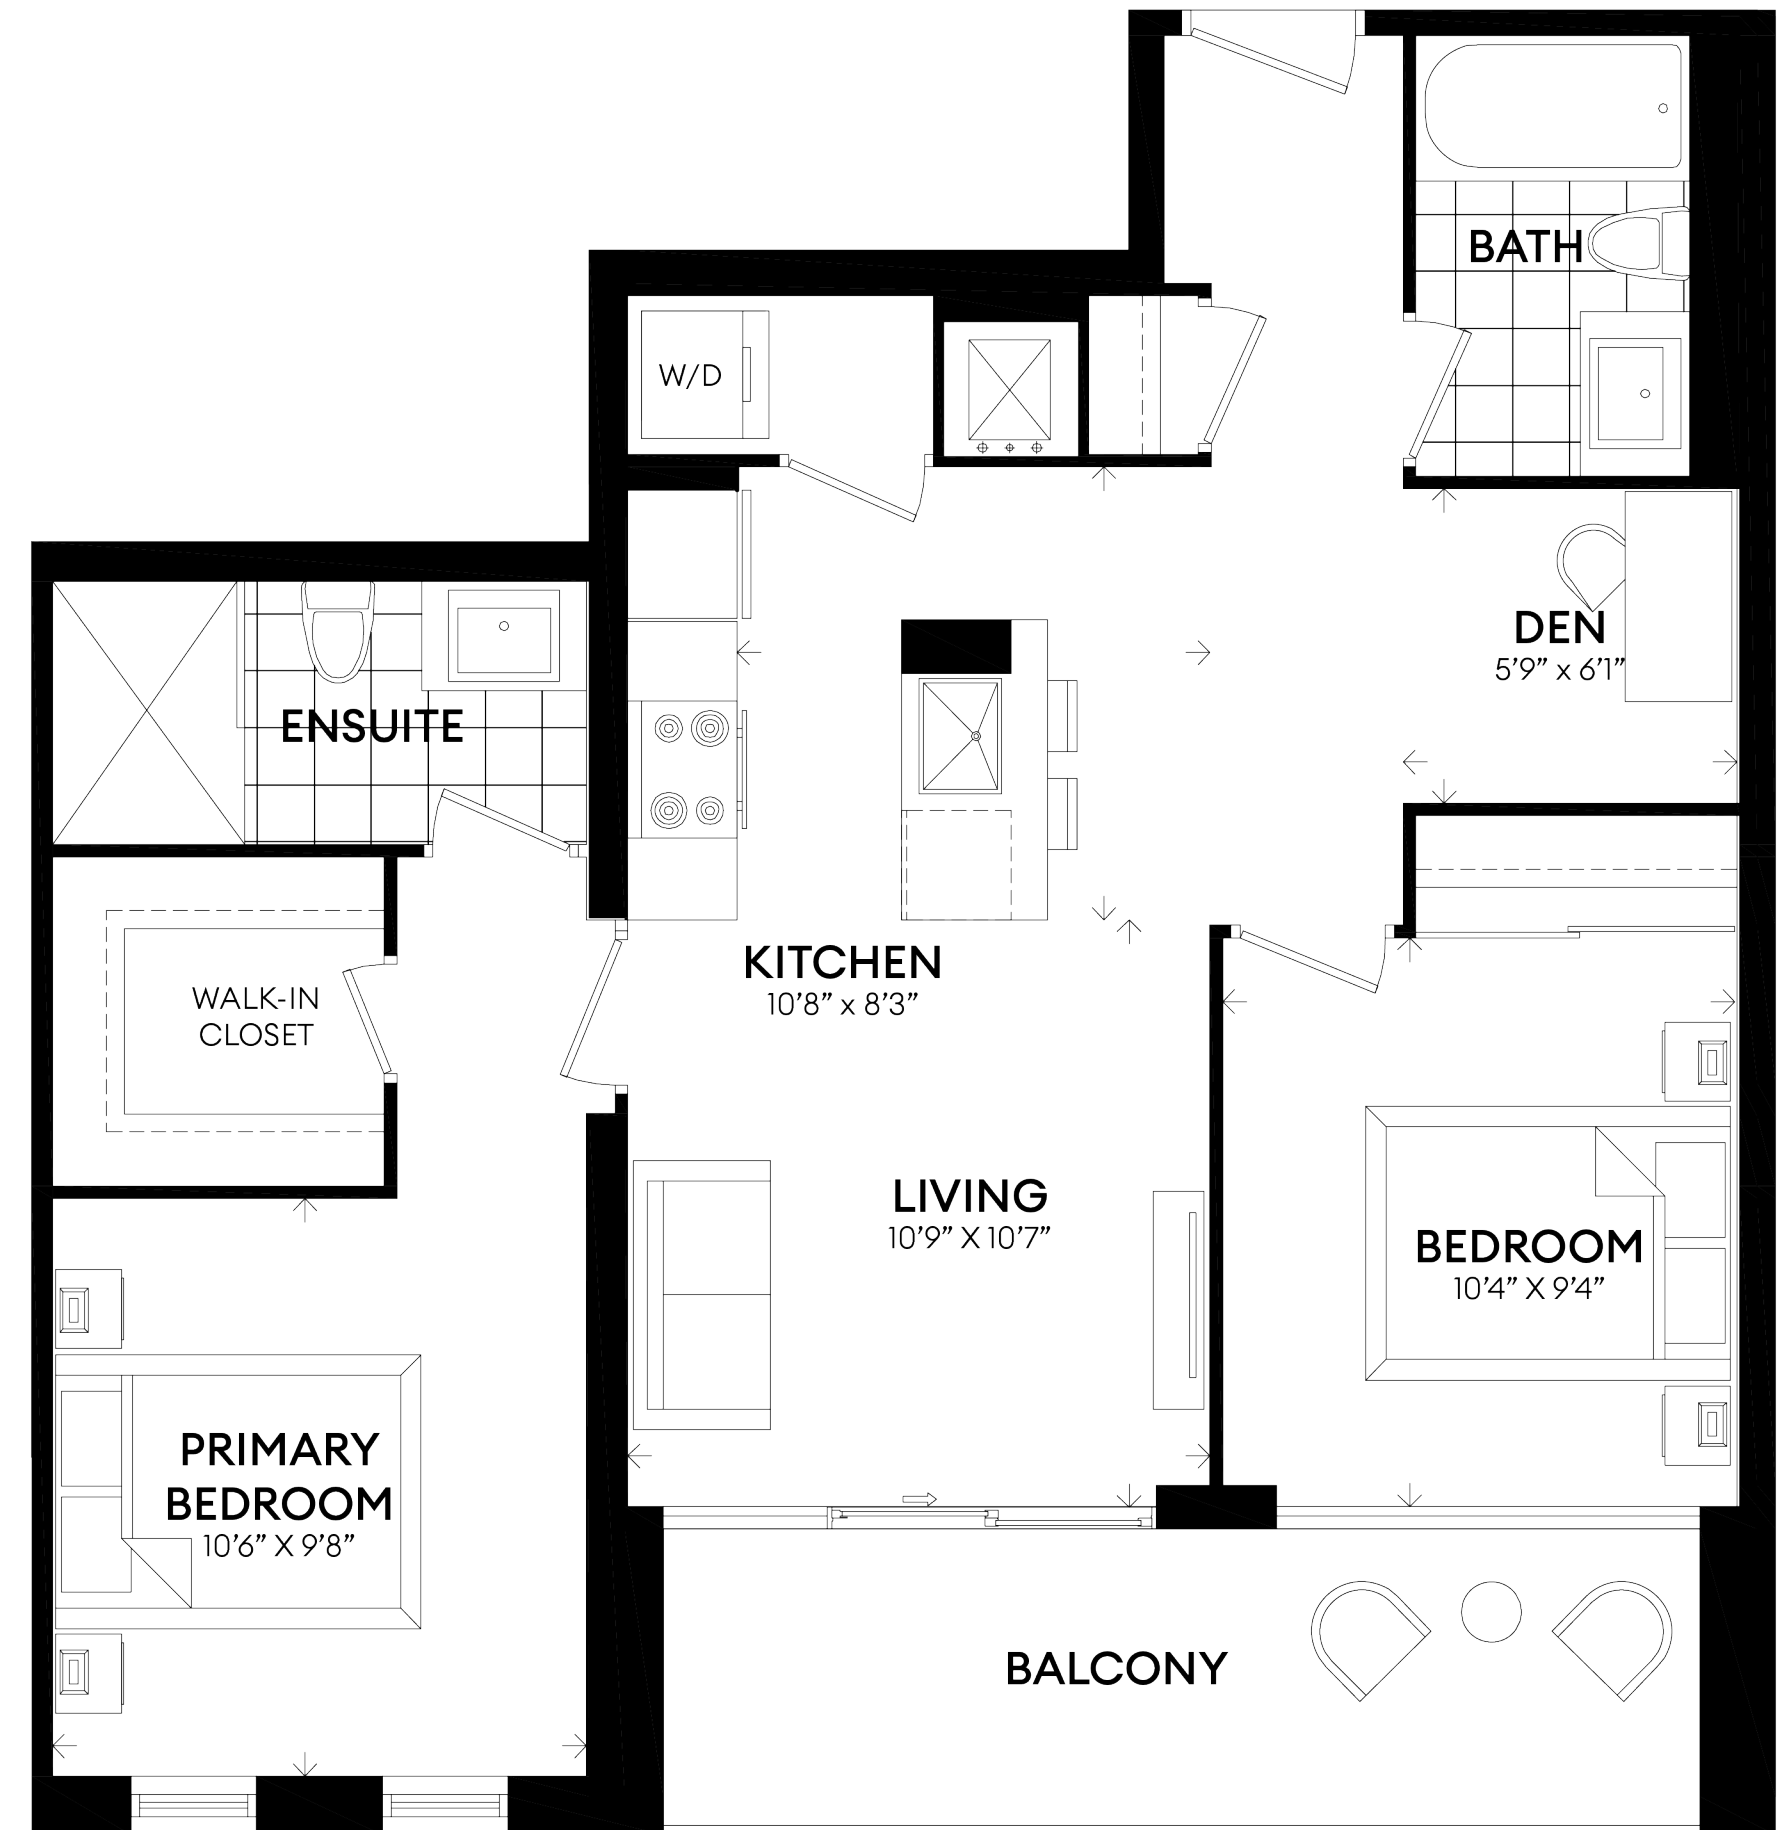 BATH
W/D
DEN
5’9” x 6’1”
ENSUITE
KITCHEN
10’8” x 8’3”
WALK-IN
CLOSET
LIVING
10’9” X 10’7”
BEDROOM
10’4” X 9’4”
PRIMARY
BEDROOM
10’6” X 9’8”
BALCONY